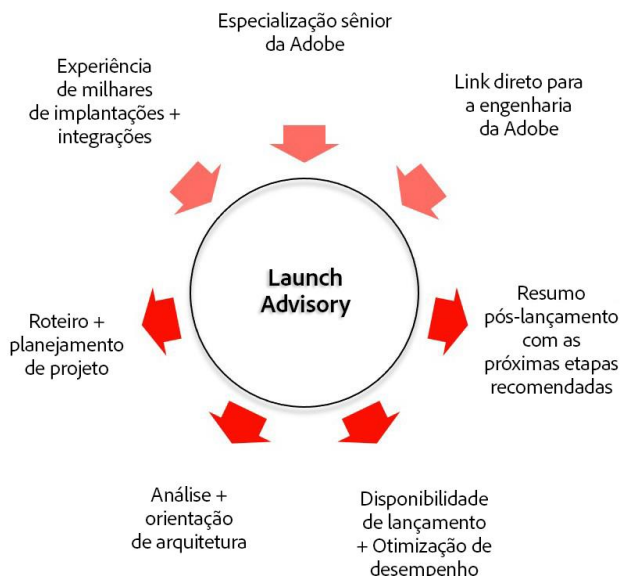 Especialização sênior
da Adobe
Experiência
de milhares
de implantações +
integrações
Link direto para
a engenharia
da Adobe
Launch
Advisory
Roteiro +
planejamento
de projeto
Resumo
pós-lançamento
com as
próximas etapas
recomendadas
Análise +
orientação
de arquitetura
Disponibilidade
de lançamento
+ Otimização de
desempenho